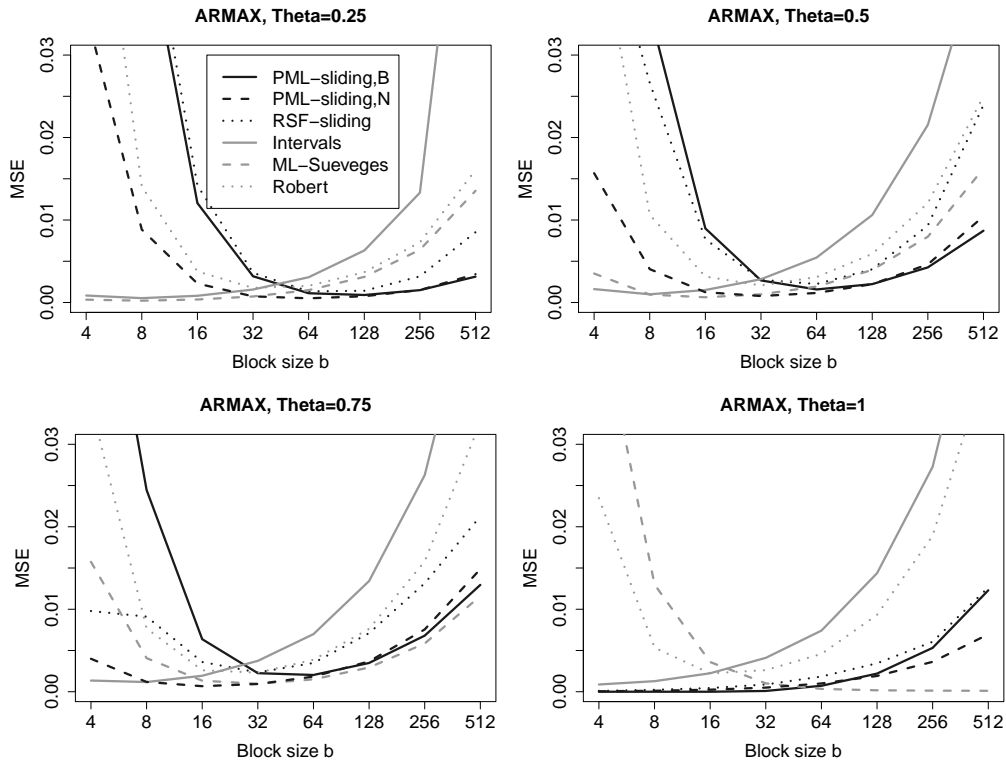 ARMAX, Theta=0.25
MSE
0.00 0.01 0.02 0.03
PML−sliding,B
PML−sliding,N
RSF−sliding
Intervals
ML−Sueveges
Robert
4 8 16 32 64 128 256 512
Block size b
ARMAX, Theta=0.5
MSE
0.00 0.01 0.02 0.03
4 8 16 32 64 128 256 512
Block size b
ARMAX, Theta=0.75
MSE
0.00 0.01 0.02 0.03
4 8 16 32 64 128 256 512
Block size b
ARMAX, Theta=1
MSE
0.00 0.01 0.02 0.03
4 8 16 32 64 128 256 512
Block size b